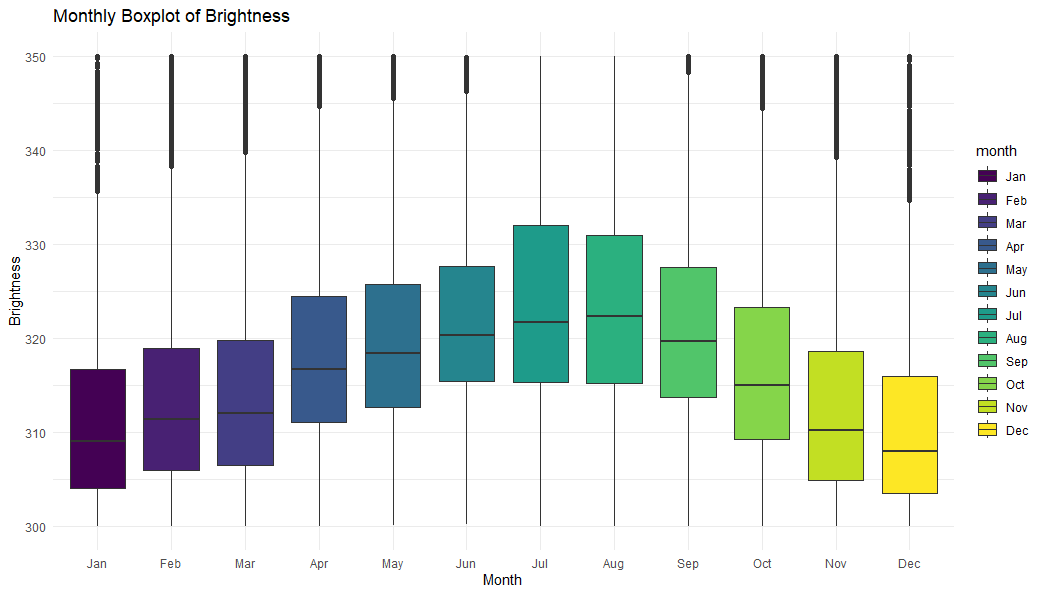 Monthly Boxplot of Brightness
Brightness
350
340
330
320
310
300
Jan Feb Mar Apr May Jun Jul Aug Sep Oct Nov Dec
Month
month
Jan
Feb
Mar
Apr
May
Jun
Jul
Aug
Sep
Oct
Nov
Dec